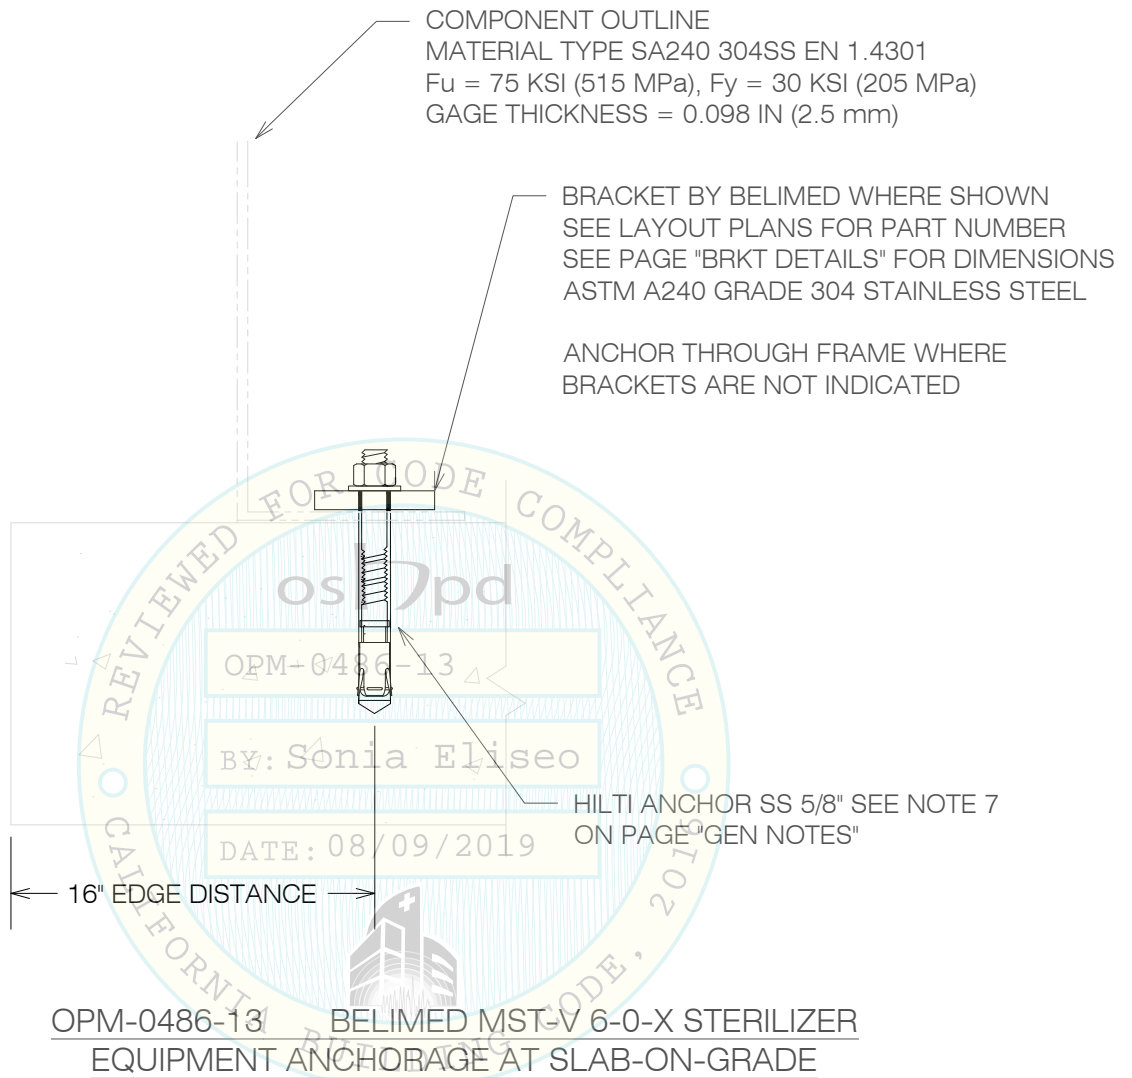 COMPONENT OUTLINE
MATERIAL TYPE SA240 304SS EN 1.4301
Fu = 75 KSI (515 MPa), Fy = 30 KSI (205 MPa)
GAGE THICKNESS = 0.098 IN (2.5 mm)
BRACKET BY BELIMED WHERE SHOWN
SEE LAYOUT PLANS FOR PART NUMBER
SEE PAGE "BRKT DETAILS" FOR DIMENSIONS
ASTM A240 GRADE 304 STAINLESS STEEL
ANCHOR THROUGH FRAME WHERE
BRACKETS ARE NOT INDICATED
REVIEWED FOR CODE COMPLIANCE
oshpd
OPM-0486-13
BY: Sonia Eliseo
DATE: 08/09/2019
CALIFORNIA BUILDING CODE, 2016
HILTI ANCHOR SS 5/8" SEE NOTE 7
ON PAGE "GEN NOTES"
16" EDGE DISTANCE
OPM-0486-13 BELIMED MST-V 6-0-X STERILIZER
EQUIPMENT ANCHORAGE AT SLAB-ON-GRADE